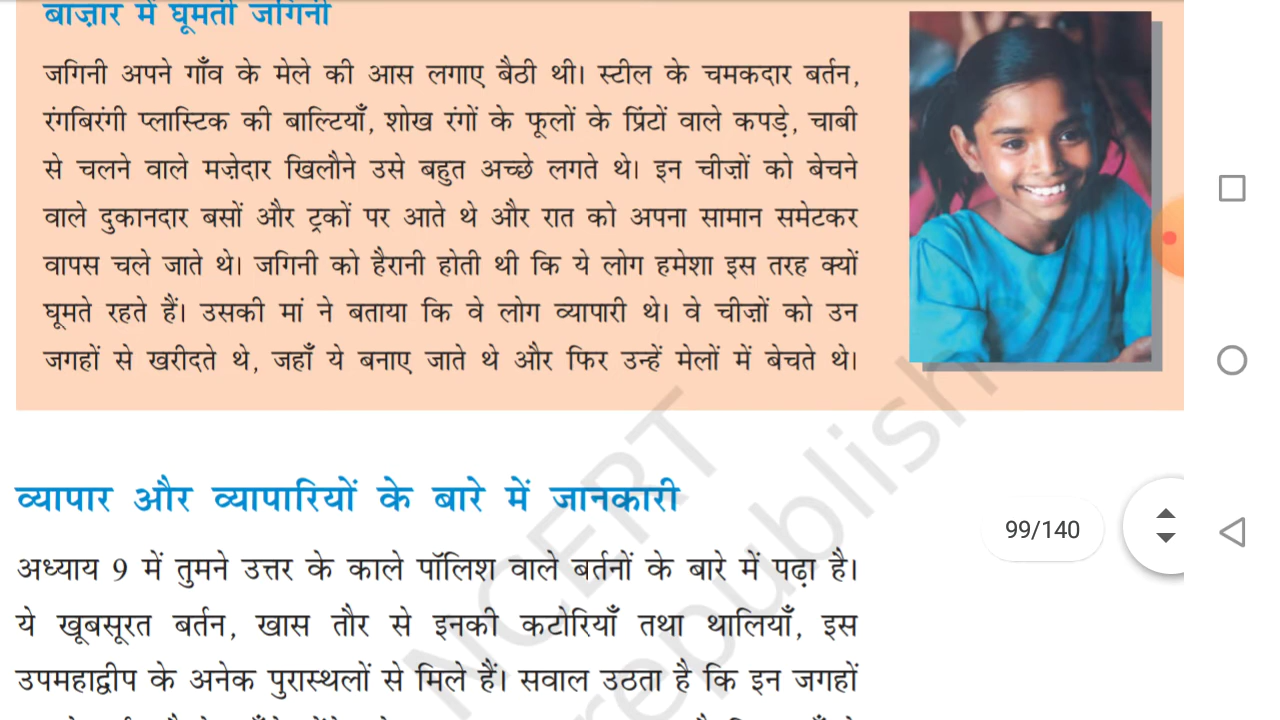 बाज़ार में घूमती जगिनी
जगिनी अपने गाँव के मेले की आस लगाए बैठी थी। स्टील के चमकदार बर्तन,
रंगबिरंगी प्लास्टिक की बाल्टियाँ, शोख रंगों के फूलों के प्रिंटों वाले कपड़े, चाबी
से चलने वाले मज़ेदार खिलौने उसे बहुत अच्छे लगते थे। इन चीज़ों को बेचने
वाले दुकानदार बसों और ट्रकों पर आते थे और रात को अपना सामान समेटकर
वापस चले जाते थे। जगिनी को हैरानी होती थी कि ये लोग हमेशा इस तरह क्यों
घूमते रहते हैं। उसकी मां ने बताया कि वे लोग व्यापारी थे। वे चीज़ों को उन
जगहों से खरीदते थे, जहाँ ये बनाए जाते थे और फिर उन्हें मेलों में बेचते थे।
व्यापार और व्यापारियों के बारे में जानकारी
99/140
अध्याय 9 में तुमने उत्तर के काले पॉलिश वाले बर्तनों के बारे में पढ़ा है।
ये खूबसूरत बर्तन, खास तौर से इनकी कटोरियाँ तथा थालियाँ, इस
उपमहाद्वीप के अनेक पुरास्थलों से मिले हैं। सवाल उठता है कि इन जगहों
NCERT
republish